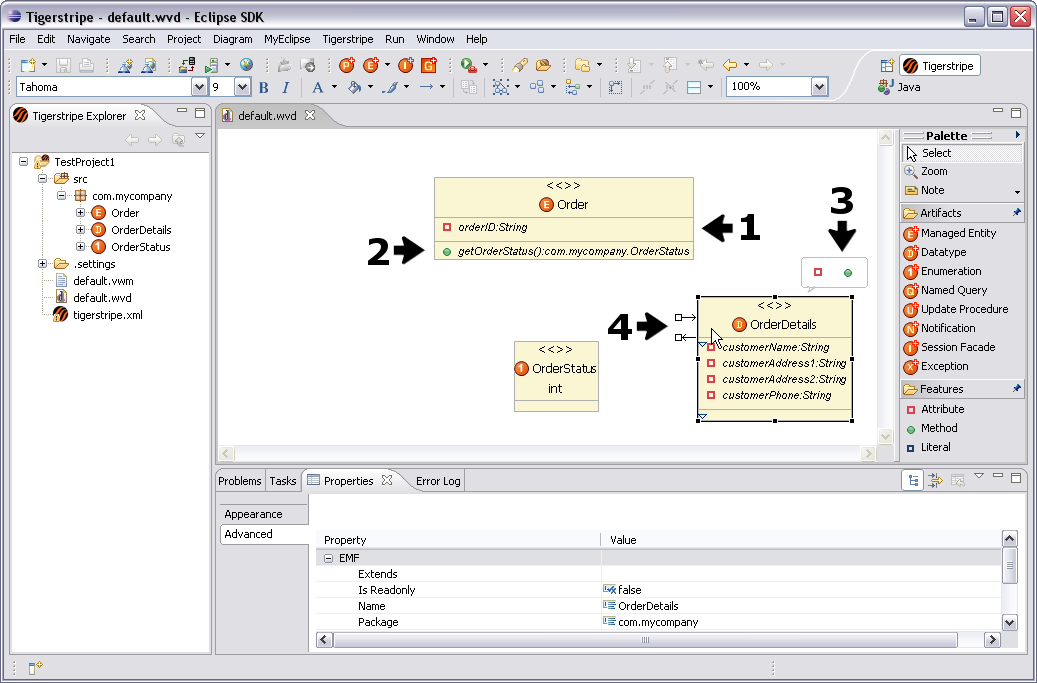 Tigerstripe - default.wvd - Eclipse SDK
File Edit Navigate Search Project Diagram MyEclipse Tigerstripe Run Window Help
P E I G Tigerstripe
Tahoma 9 B I A 100% Java
Tigerstripe Explorer
TestProject1
src
com.mycompany
E Order
D OrderDetails
1 OrderStatus
.settings
default.vwm
default.wvd
tigerstripe.xml
default.wvd
<<>>
E Order
orderID:String
getOrderStatus():com.mycompany.OrderStatus
1
2
3
4
<<>>
D OrderDetails
customerName:String
customerAddress1:String
customerAddress2:String
customerPhone:String
<<>>
1 OrderStatus
int
Palette
Select
Zoom
Note
Artifacts
E Managed Entity
D Datatype
1 Enumeration
Q Named Query
U Update Procedure
N Notification
I Session Facade
X Exception
Features
Attribute
Method
Literal
Problems Tasks Properties Error Log
Appearance
Advanced
Property Value
EMF
Extends
Is Readonly false
Name OrderDetails
Package com.mycompany